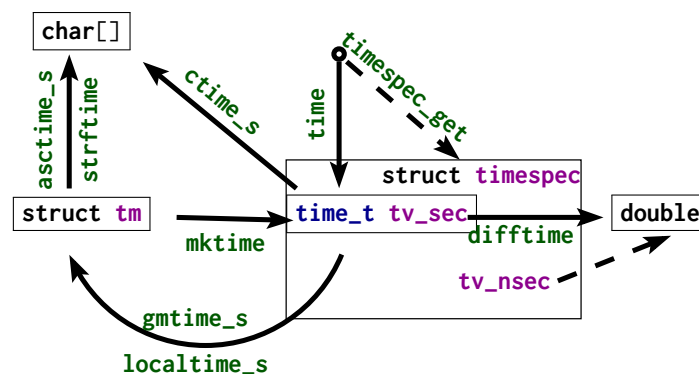 char[]
asctime_s
strftime
ctime_s
time
timespec_get
struct timespec
struct tm
mktime
time_t tv_sec
difftime
double
tv_nsec
gmtime_s
localtime_s